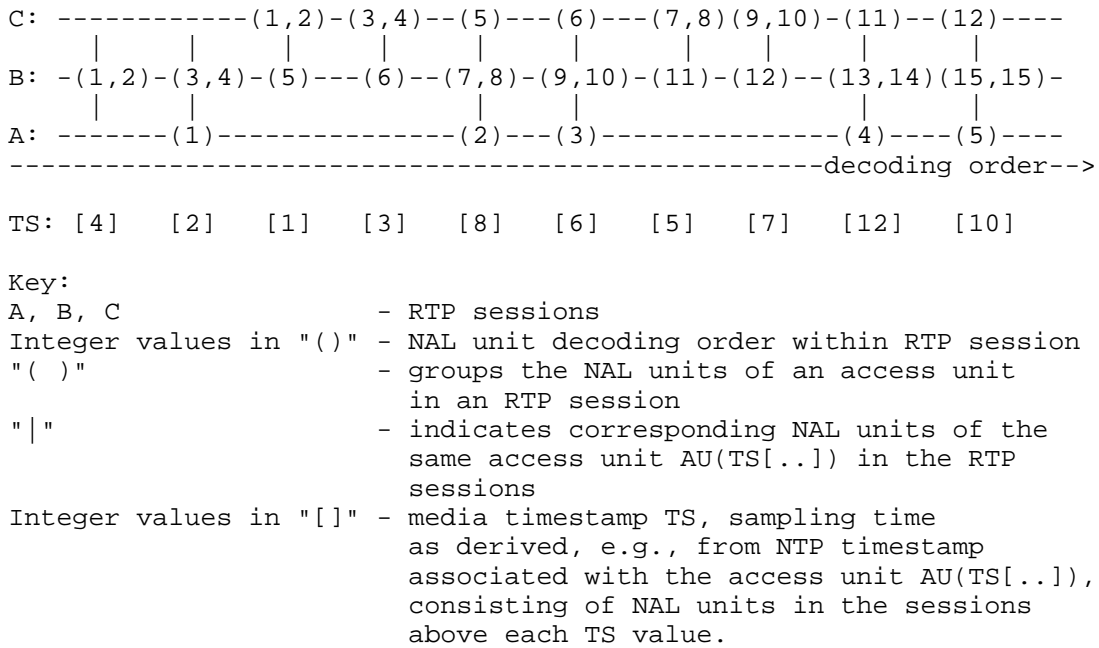 C: ------------(1,2)-(3,4)--(5)---(6)---(7,8)(9,10)-(11)--(12)----
     |     |     |     |     |     |      |    |     |      |
B: -(1,2)-(3,4)-(5)---(6)--(7,8)-(9,10)-(11)-(12)--(13,14)(15,15)-
     |     |                 |     |                 |      |
A: -------(1)---------------(2)---(3)---------------(4)----(5)----
---------------------------------------------------decoding order-->

TS: [4]   [2]   [1]   [3]   [8]   [6]   [5]   [7]   [12]   [10]

Key:
A, B, C                  - RTP sessions
Integer values in "()" - NAL unit decoding order within RTP session
"( )"                    - groups the NAL units of an access unit
                           in an RTP session
"|"                      - indicates corresponding NAL units of the
                           same access unit AU(TS[..]) in the RTP
                           sessions
Integer values in "[]" - media timestamp TS, sampling time
                           as derived, e.g., from NTP timestamp
                           associated with the access unit AU(TS[..]),
                           consisting of NAL units in the sessions
                           above each TS value.